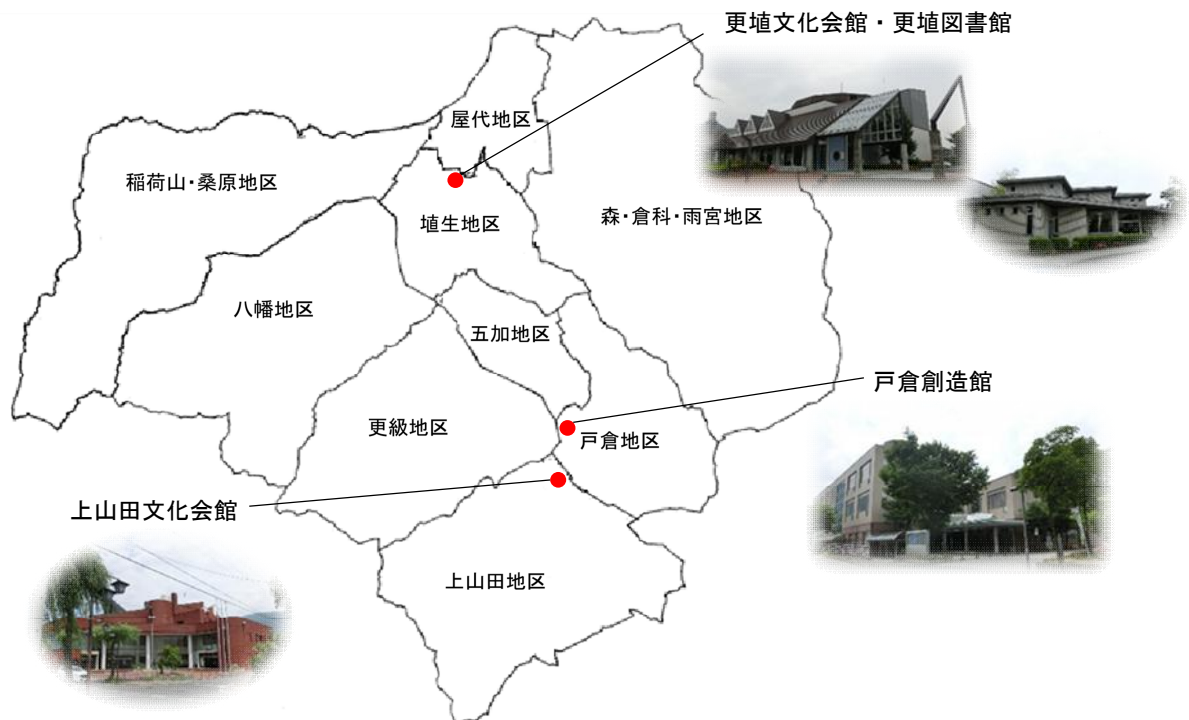 更埴文化会館・更埴図書館
屋代地区
稲荷山・桑原地区
埴生地区
森・倉科・雨宮地区
八幡地区
五加地区
戸倉創造館
更級地区
戸倉地区
上山田文化会館
上山田地区